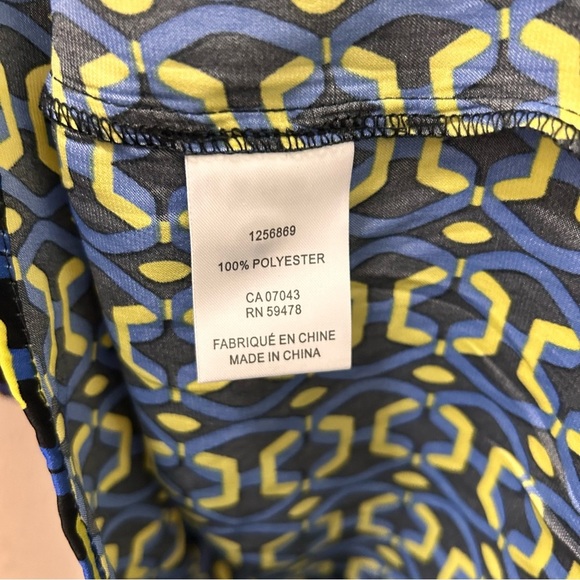 1256869
100% POLYESTER
CA 07043
RN 59478
FABRIQUÉ EN CHINE
MADE IN CHINA